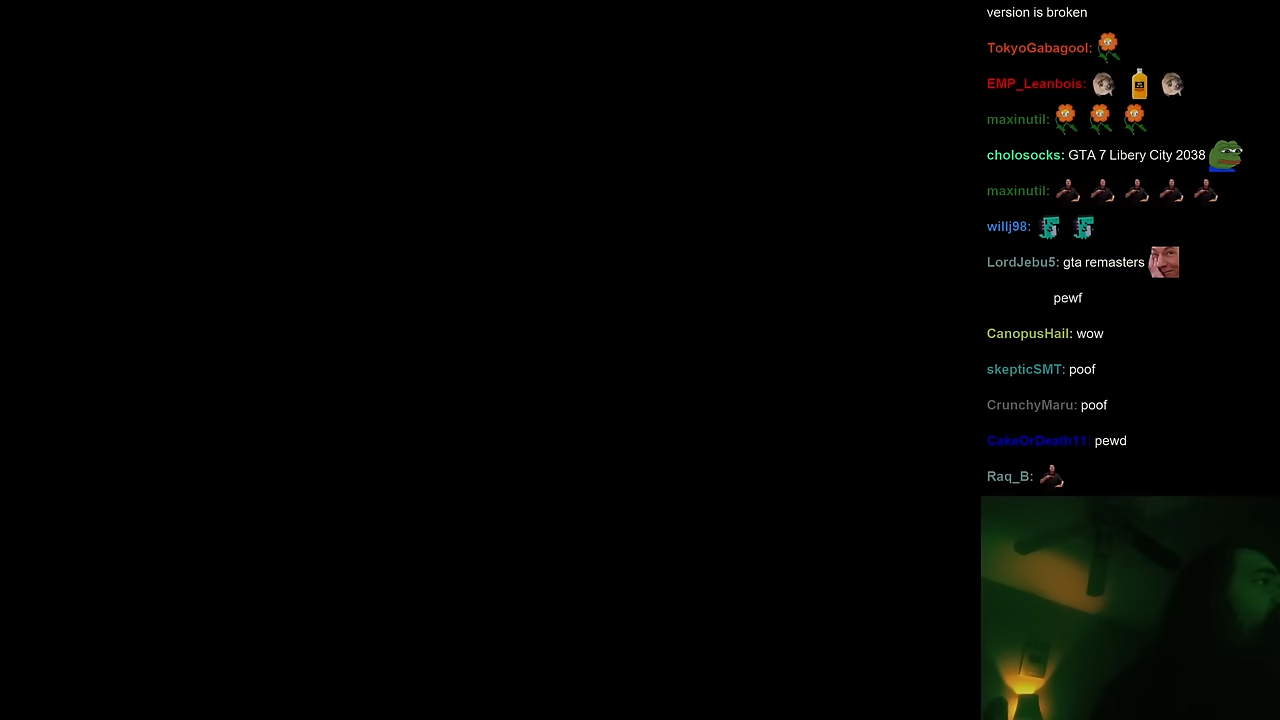 version is broken
TokyoGabagool:
EMP_Leanbois:
maxinutil:
cholosocks: GTA 7 Libery City 2038
maxinutil:
willj98:
LordJebu5: gta remasters
pewf
CanopusHail: wow
skepticSMT: poof
CrunchyMaru: poof
CakeOrDeath11: pewd
Raq_B: